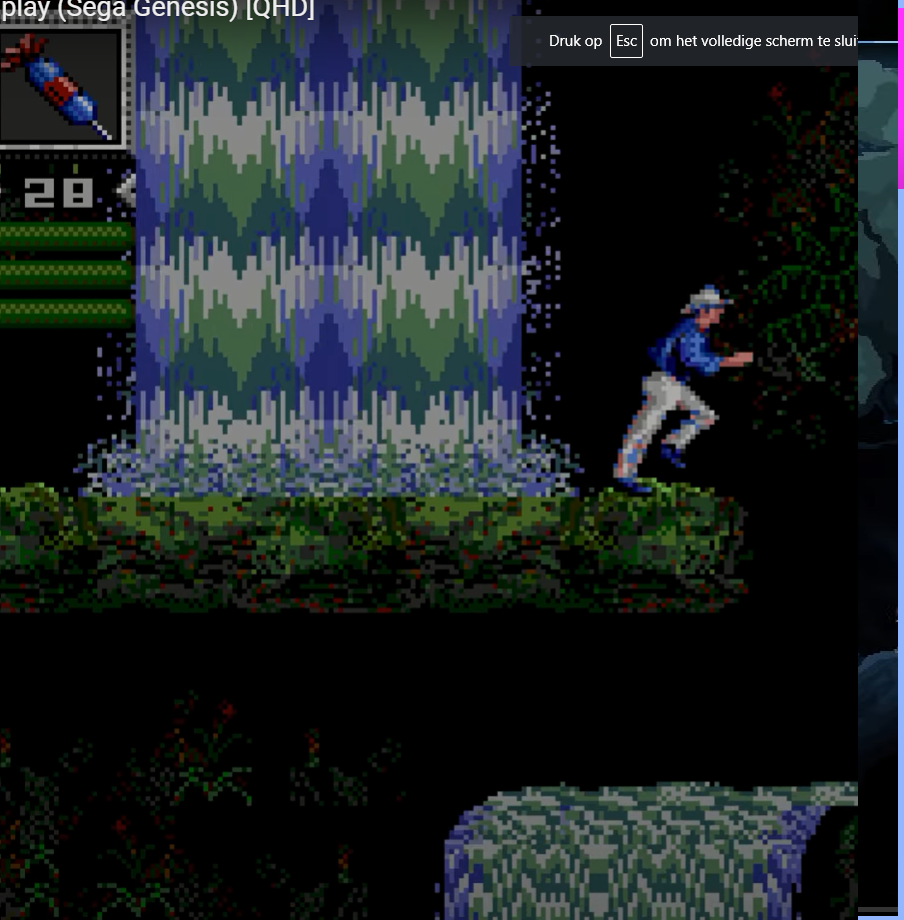 play (Sega Genesis) [QHD]
Druk op Esc om het volledige scherm te slui
28